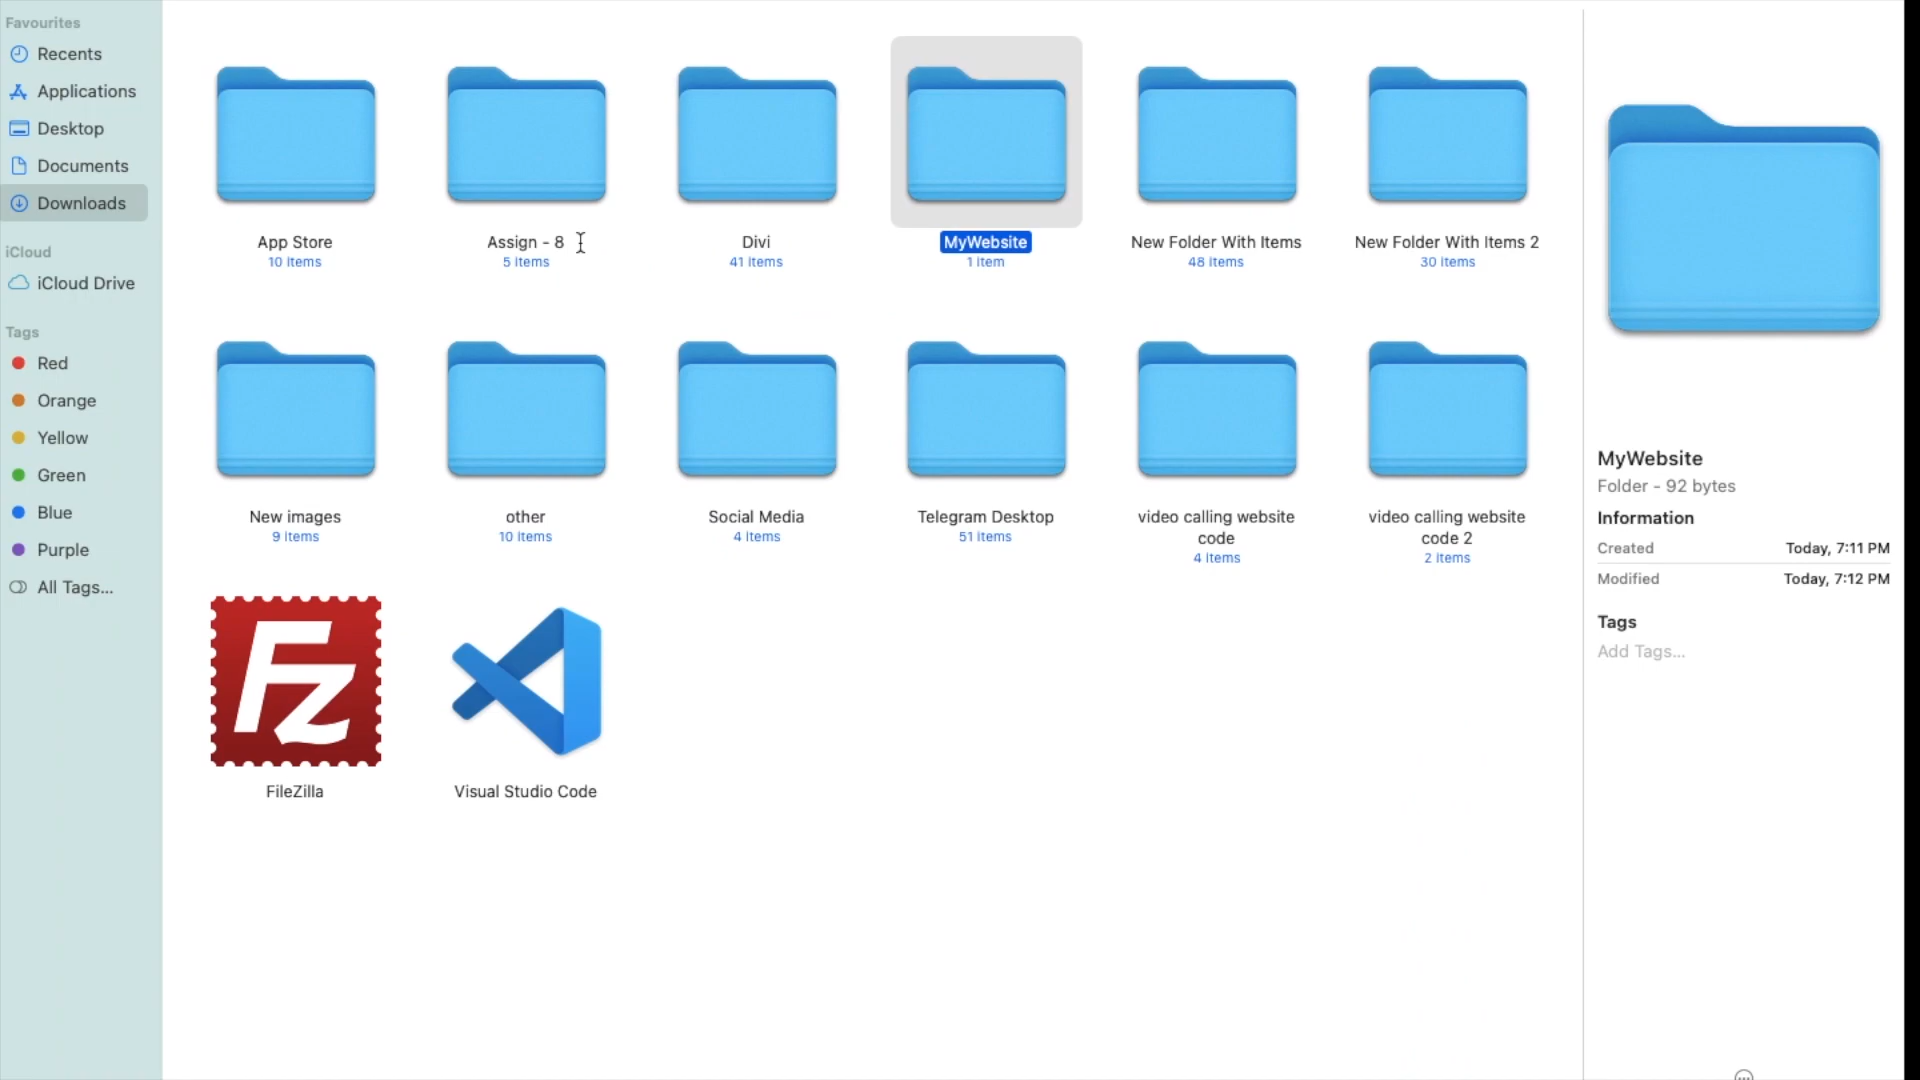 Favourites
Recents
Applications
Desktop
Documents
Downloads
iCloud
iCloud Drive
Tags
Red
Orange
Yellow
Green
Blue
Purple
All Tags...
App Store
10 items
Assign - 8
5 items
Divi
41 items
MyWebsite
1 item
New Folder With Items
48 items
New Folder With Items 2
30 items
New images
9 items
other
10 items
Social Media
4 items
Telegram Desktop
51 items
video calling website
code
4 items
video calling website
code 2
2 items
Fz
FileZilla
Visual Studio Code
MyWebsite
Folder - 92 bytes
Information
Created Today, 7:11 PM
Modified Today, 7:12 PM
Tags
Add Tags...